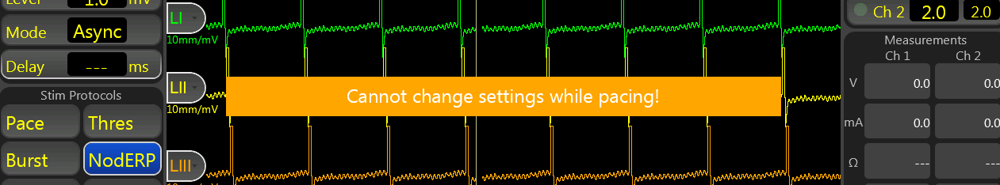 Level 1.0 mV
Mode Async
Delay --- ms
Stim Protocols
Pace Thres
Burst NodERP
LI
10mm/mV
LII
10mm/mV
LIII
Cannot change settings while pacing!
Ch 2 2.0 2.0
Measurements
Ch 1 Ch 2
V 0.0 0.0
mA 0.0 0.0
Ω --- ---